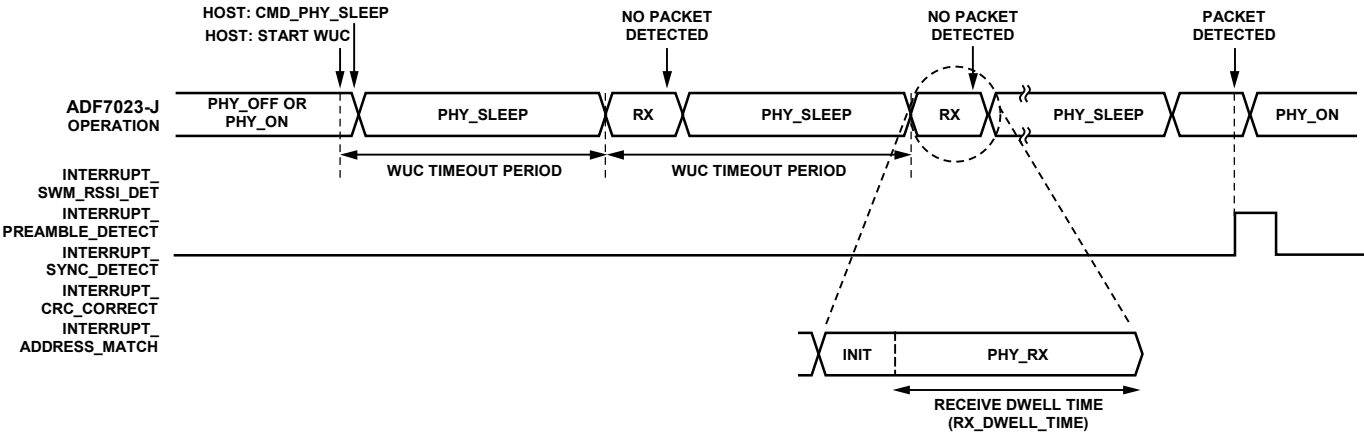 HOST: CMD_PHY_SLEEP
HOST: START WUC
NO PACKET
DETECTED
NO PACKET
DETECTED
PACKET
DETECTED
ADF7023-J
OPERATION
PHY_OFF OR
PHY_ON
PHY_SLEEP
RX
PHY_SLEEP
RX
PHY_SLEEP
PHY_ON
WUC TIMEOUT PERIOD
WUC TIMEOUT PERIOD
INTERRUPT_
SWM_RSSI_DET
INTERRUPT_
PREAMBLE_DETECT
INTERRUPT_
SYNC_DETECT
INTERRUPT_
CRC_CORRECT
INTERRUPT_
ADDRESS_MATCH
INIT
PHY_RX
RECEIVE DWELL TIME
(RX_DWELL_TIME)